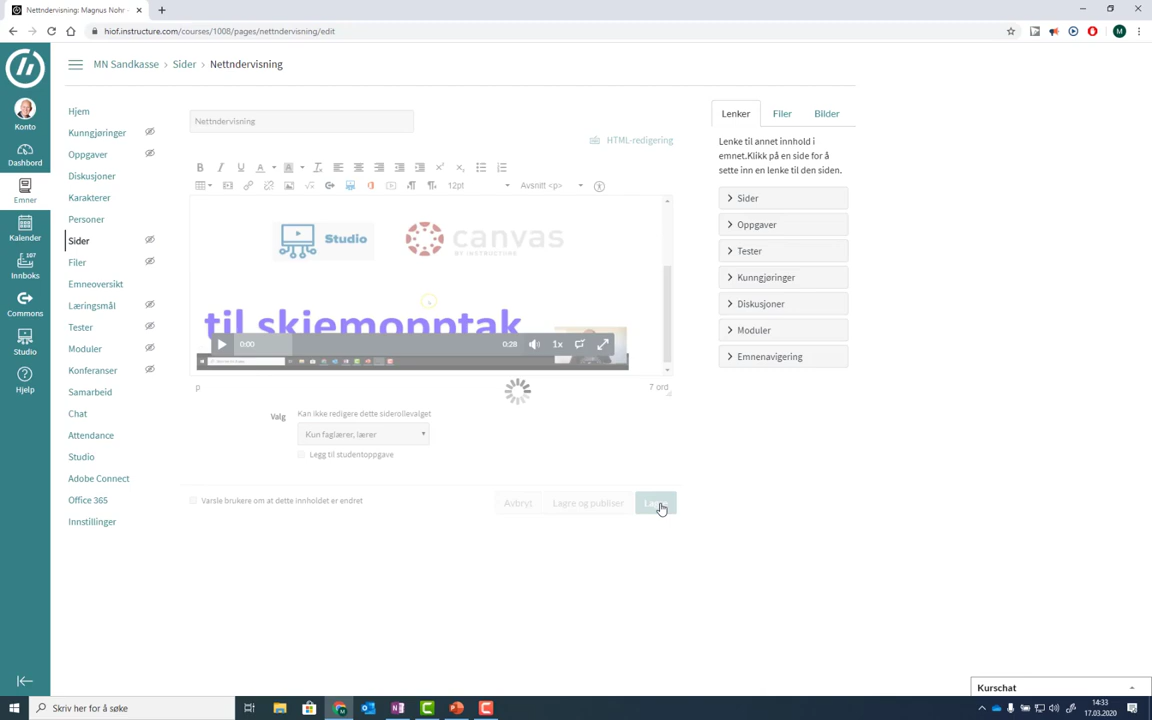 Nettndervisning: Magnus Nohr -
hiof.instructure.com/courses/1008/pages/nettndervisning/edit
M
MN Sandkasse > Sider > Nettndervisning
Konto
Dashbord
Emner
Kalender
107
Innboks
Commons
Studio
Hjelp
Hjem
Kunngjøringer
Oppgaver
Diskusjoner
Karakterer
Personer
Sider
Filer
Emneoversikt
Læringsmål
Tester
Moduler
Konferanser
Samarbeid
Chat
Attendance
Studio
Adobe Connect
Office 365
Innstillinger
Nettndervisning
HTML-redigering
12pt
Avsnitt <p>
Studio
canvas
BY INSTRUCTURE
til skjemopptak
0:00
0:28
1x
p
7 ord
Valg
Kan ikke redigere dette siderollevalget
Kun faglærer, lærer
Legg til studentoppgave
Varsle brukere om at dette innholdet er endret
Avbryt
Lagre og publiser
Lenker
Filer
Bilder
Lenke til annet innhold i
emnet.Klikk på en side for å
sette inn en lenke til den siden.
Sider
Oppgaver
Tester
Kunngjøringer
Diskusjoner
Moduler
Emnenavigering
Kurschat
Skriv her for å søke
14:33
17.03.2020